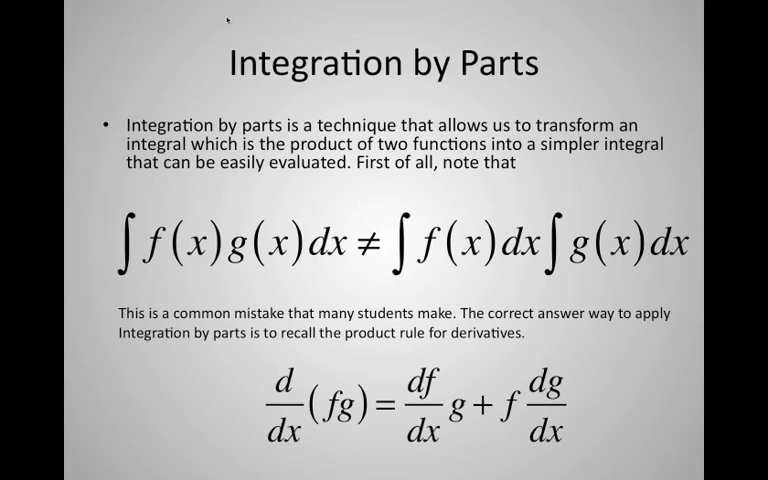 Integration by Parts
• Integration by parts is a technique that allows us to transform an
integral which is the product of two functions into a simpler integral
that can be easily evaluated. First of all, note that
∫ f(x)g(x)dx ≠ ∫ f(x)dx∫ g(x)dx
This is a common mistake that many students make. The correct answer way to apply
Integration by parts is to recall the product rule for derivatives.
d/dx (fg) = df/dx g + f dg/dx